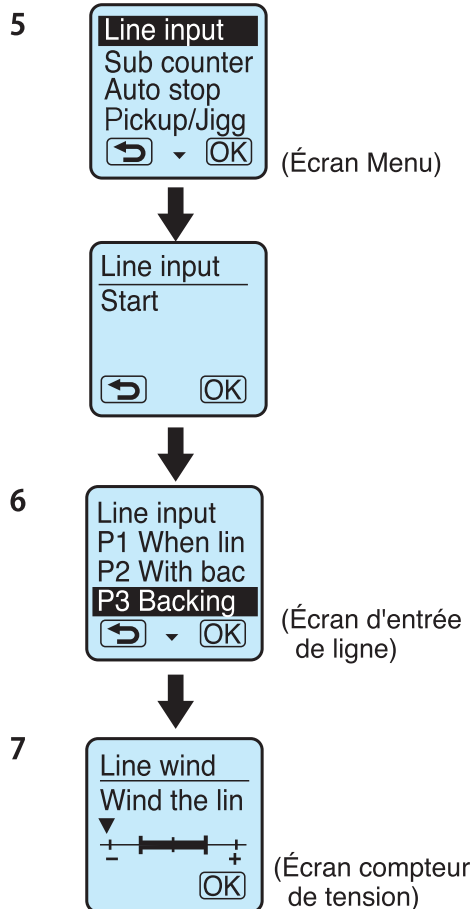 5
Line input
Sub counter
Auto stop
Pickup/Jigg
OK
(Écran Menu)
Line input
Start
OK
6
Line input
P1 When lin
P2 With bac
P3 Backing
OK
(Écran d'entrée
de ligne)
7
Line wind
Wind the lin
– +
OK
(Écran compteur
de tension)